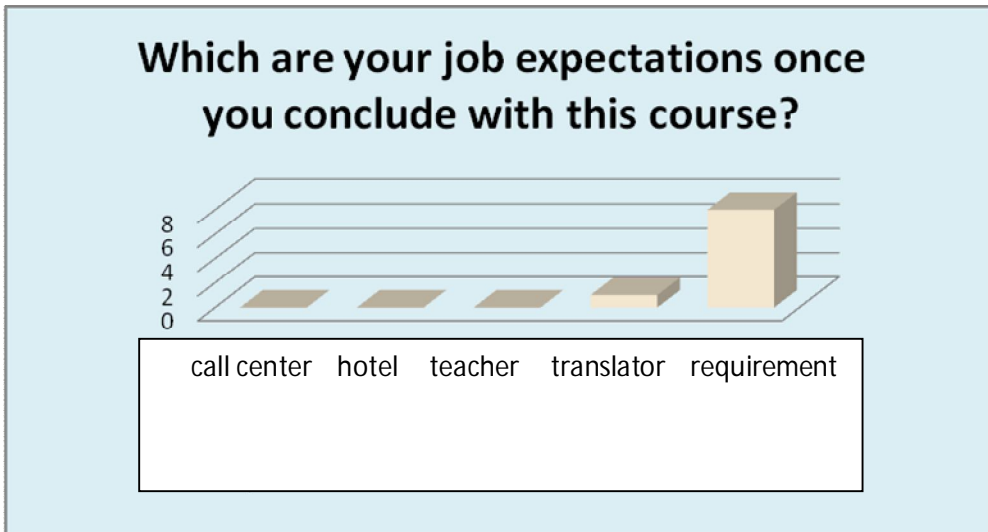 Which are your job expectations once
you conclude with this course?
8
6
4
2
0
call center hotel teacher translator requirement